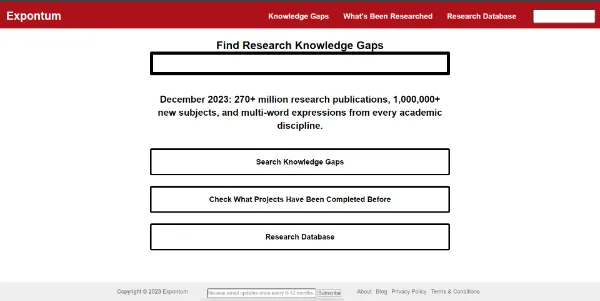 Expontum
Knowledge Gaps
What's Been Researched
Research Database
Find Research Knowledge Gaps
December 2023: 270+ million research publications, 1,000,000+
new subjects, and multi-word expressions from every academic
discipline.
Search Knowledge Gaps
Check What Projects Have Been Completed Before
Research Database
Copyright © 2023 Expontum
Receive email updates once every 6-12 months.
Subscribe
About · Blog · Privacy Policy · Terms & Conditions